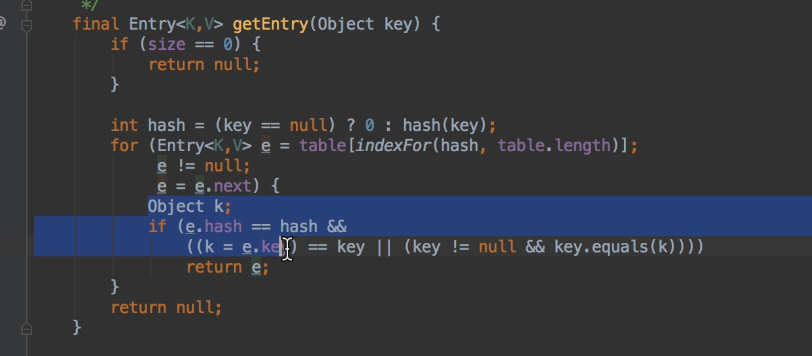 */
final Entry<K,V> getEntry(Object key) {
if (size == 0) {
return null;
}
int hash = (key == null) ? 0 : hash(key);
for (Entry<K,V> e = table[indexFor(hash, table.length)];
e != null;
e = e.next) {
Object k;
if (e.hash == hash &&
((k = e.key) == key || (key != null && key.equals(k))))
return e;
}
return null;
}